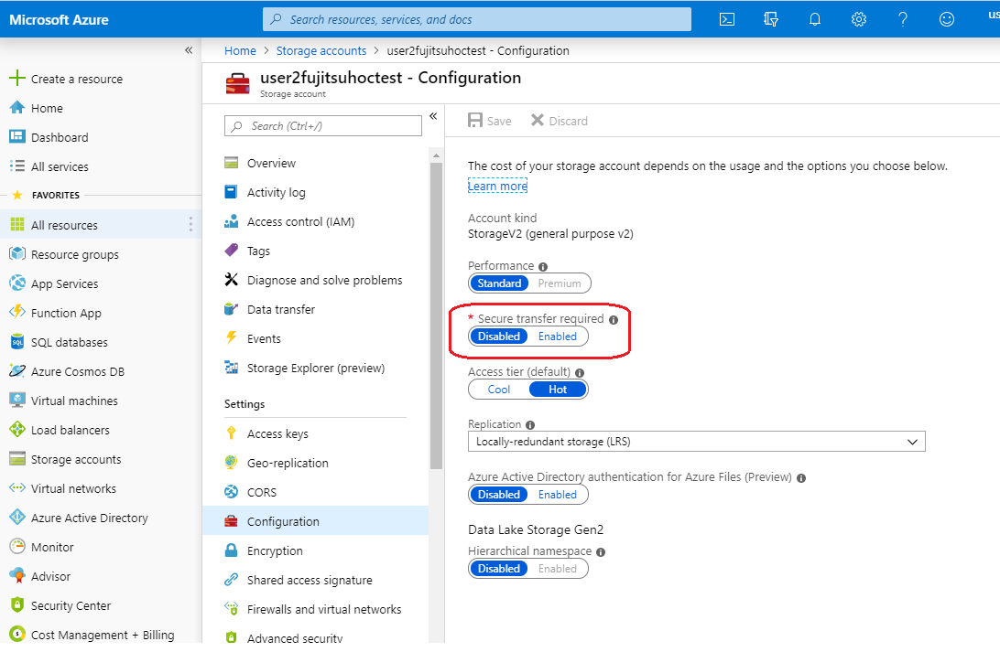 Microsoft Azure
Search resources, services, and docs
us
«
Create a resource
Home
Dashboard
All services
FAVORITES
All resources
Resource groups
App Services
Function App
SQL databases
Azure Cosmos DB
Virtual machines
Load balancers
Storage accounts
Virtual networks
Azure Active Directory
Monitor
Advisor
Security Center
Cost Management + Billing
Home > Storage accounts > user2fujitsuhoctest - Configuration
user2fujitsuhoctest - Configuration
Storage account
Search (Ctrl+/)
«
Overview
Activity log
Access control (IAM)
Tags
Diagnose and solve problems
Data transfer
Events
Storage Explorer (preview)
Settings
Access keys
Geo-replication
CORS
Configuration
Encryption
Shared access signature
Firewalls and virtual networks
Advanced security
Save Discard
The cost of your storage account depends on the usage and the options you choose below.
Learn more
Account kind
StorageV2 (general purpose v2)
Performance
Standard Premium
* Secure transfer required
Disabled Enabled
Access tier (default)
Cool Hot
Replication
Locally-redundant storage (LRS)
Azure Active Directory authentication for Azure Files (Preview)
Disabled Enabled
Data Lake Storage Gen2
Hierarchical namespace
Disabled Enabled